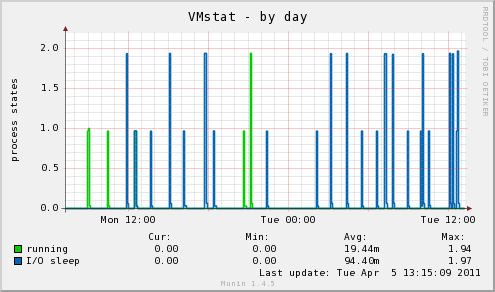 VMstat - by day
RRDTOOL / TOBI OETIKER
process states
2.0
1.5
1.0
0.5
0.0
Mon 12:00 Tue 00:00 Tue 12:00
Cur: Min: Avg: Max:
running 0.00 0.00 19.44m 1.94
I/O sleep 0.00 0.00 94.40m 1.97
Last update: Tue Apr 5 13:15:09 2011
Munin 1.4.5